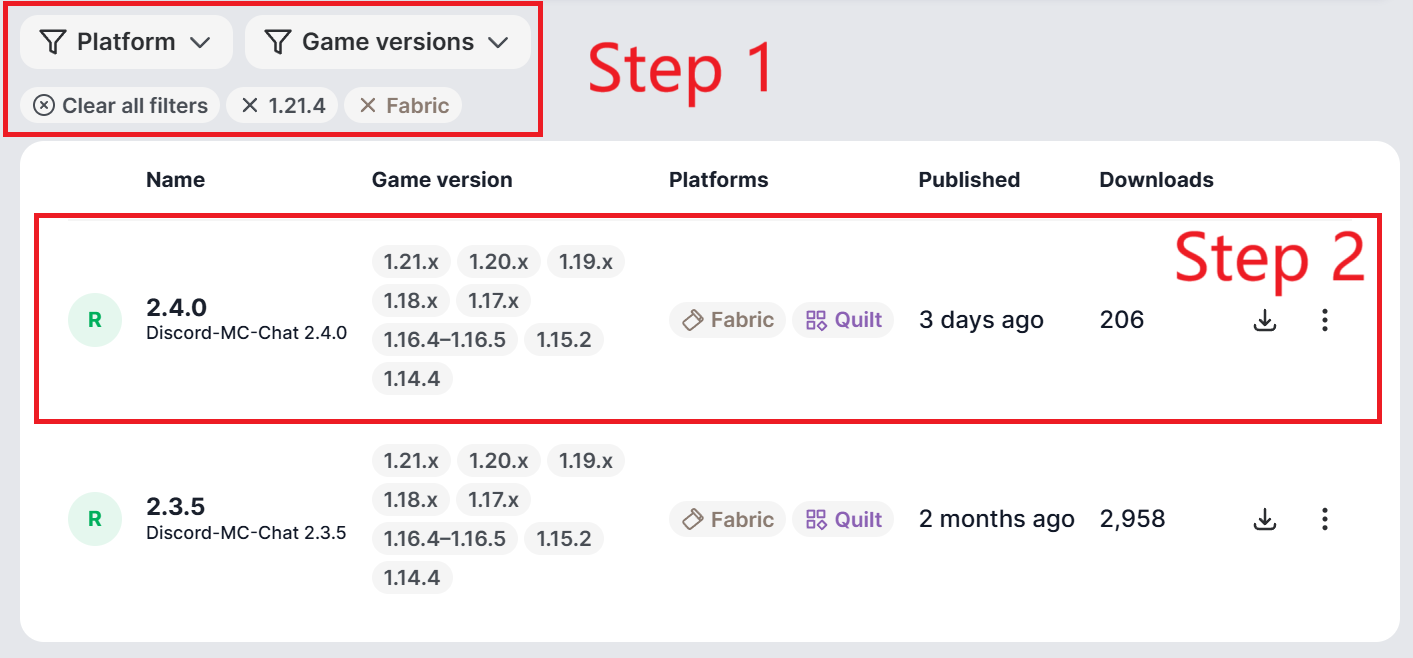 Platform Game versions
Step 1
Clear all filters 1.21.4 Fabric
Name Game version Platforms Published Downloads
Step 2
1.21.x 1.20.x 1.19.x
1.18.x 1.17.x
1.16.4–1.16.5 1.15.2
1.14.4
R
2.4.0
Discord-MC-Chat 2.4.0
Fabric Quilt 3 days ago 206
1.21.x 1.20.x 1.19.x
1.18.x 1.17.x
1.16.4–1.16.5 1.15.2
1.14.4
R
2.3.5
Discord-MC-Chat 2.3.5
Fabric Quilt 2 months ago 2,958